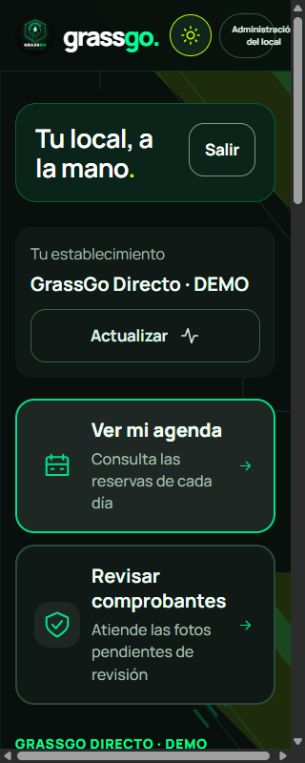 GRASSGO
grassgo.
Administració
del local
Tu local, a
la mano.
Salir
Tu establecimiento
GrassGo Directo · DEMO
Actualizar
Ver mi agenda
Consulta las
reservas de cada
día
Revisar
comprobantes
Atiende las fotos
pendientes de
revisión
GRASSGO DIRECTO · DEMO